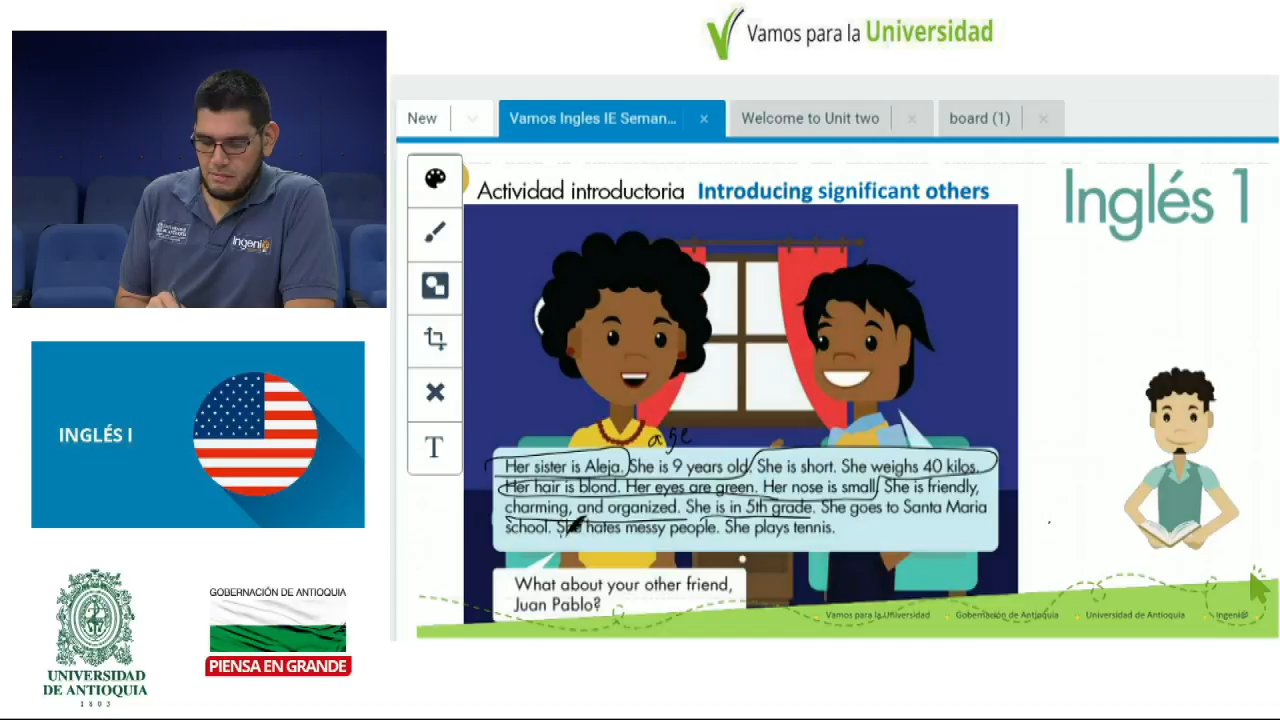 Vamos para la Universidad
New
Vamos Ingles IE Seman...
Welcome to Unit two
board (1)
Actividad introductoria Introducing significant others
Inglés 1
Ingeni@
age
Her sister is Aleja. She is 9 years old. She is short. She weighs 40 kilos.
Her hair is blond. Her eyes are green. Her nose is small. She is friendly,
charming, and organized. She is in 5th grade. She goes to Santa Maria
school. She hates messy people. She plays tennis.
What about your other friend,
Juan Pablo?
T
INGLÉS I
UNIVERSIDAD
DE ANTIOQUIA
1803
GOBERNACIÓN DE ANTIOQUIA
PIENSA EN GRANDE
Vamos para la Universidad
Gobernación de Antioquia
Universidad de Antioquia
Ingeni@